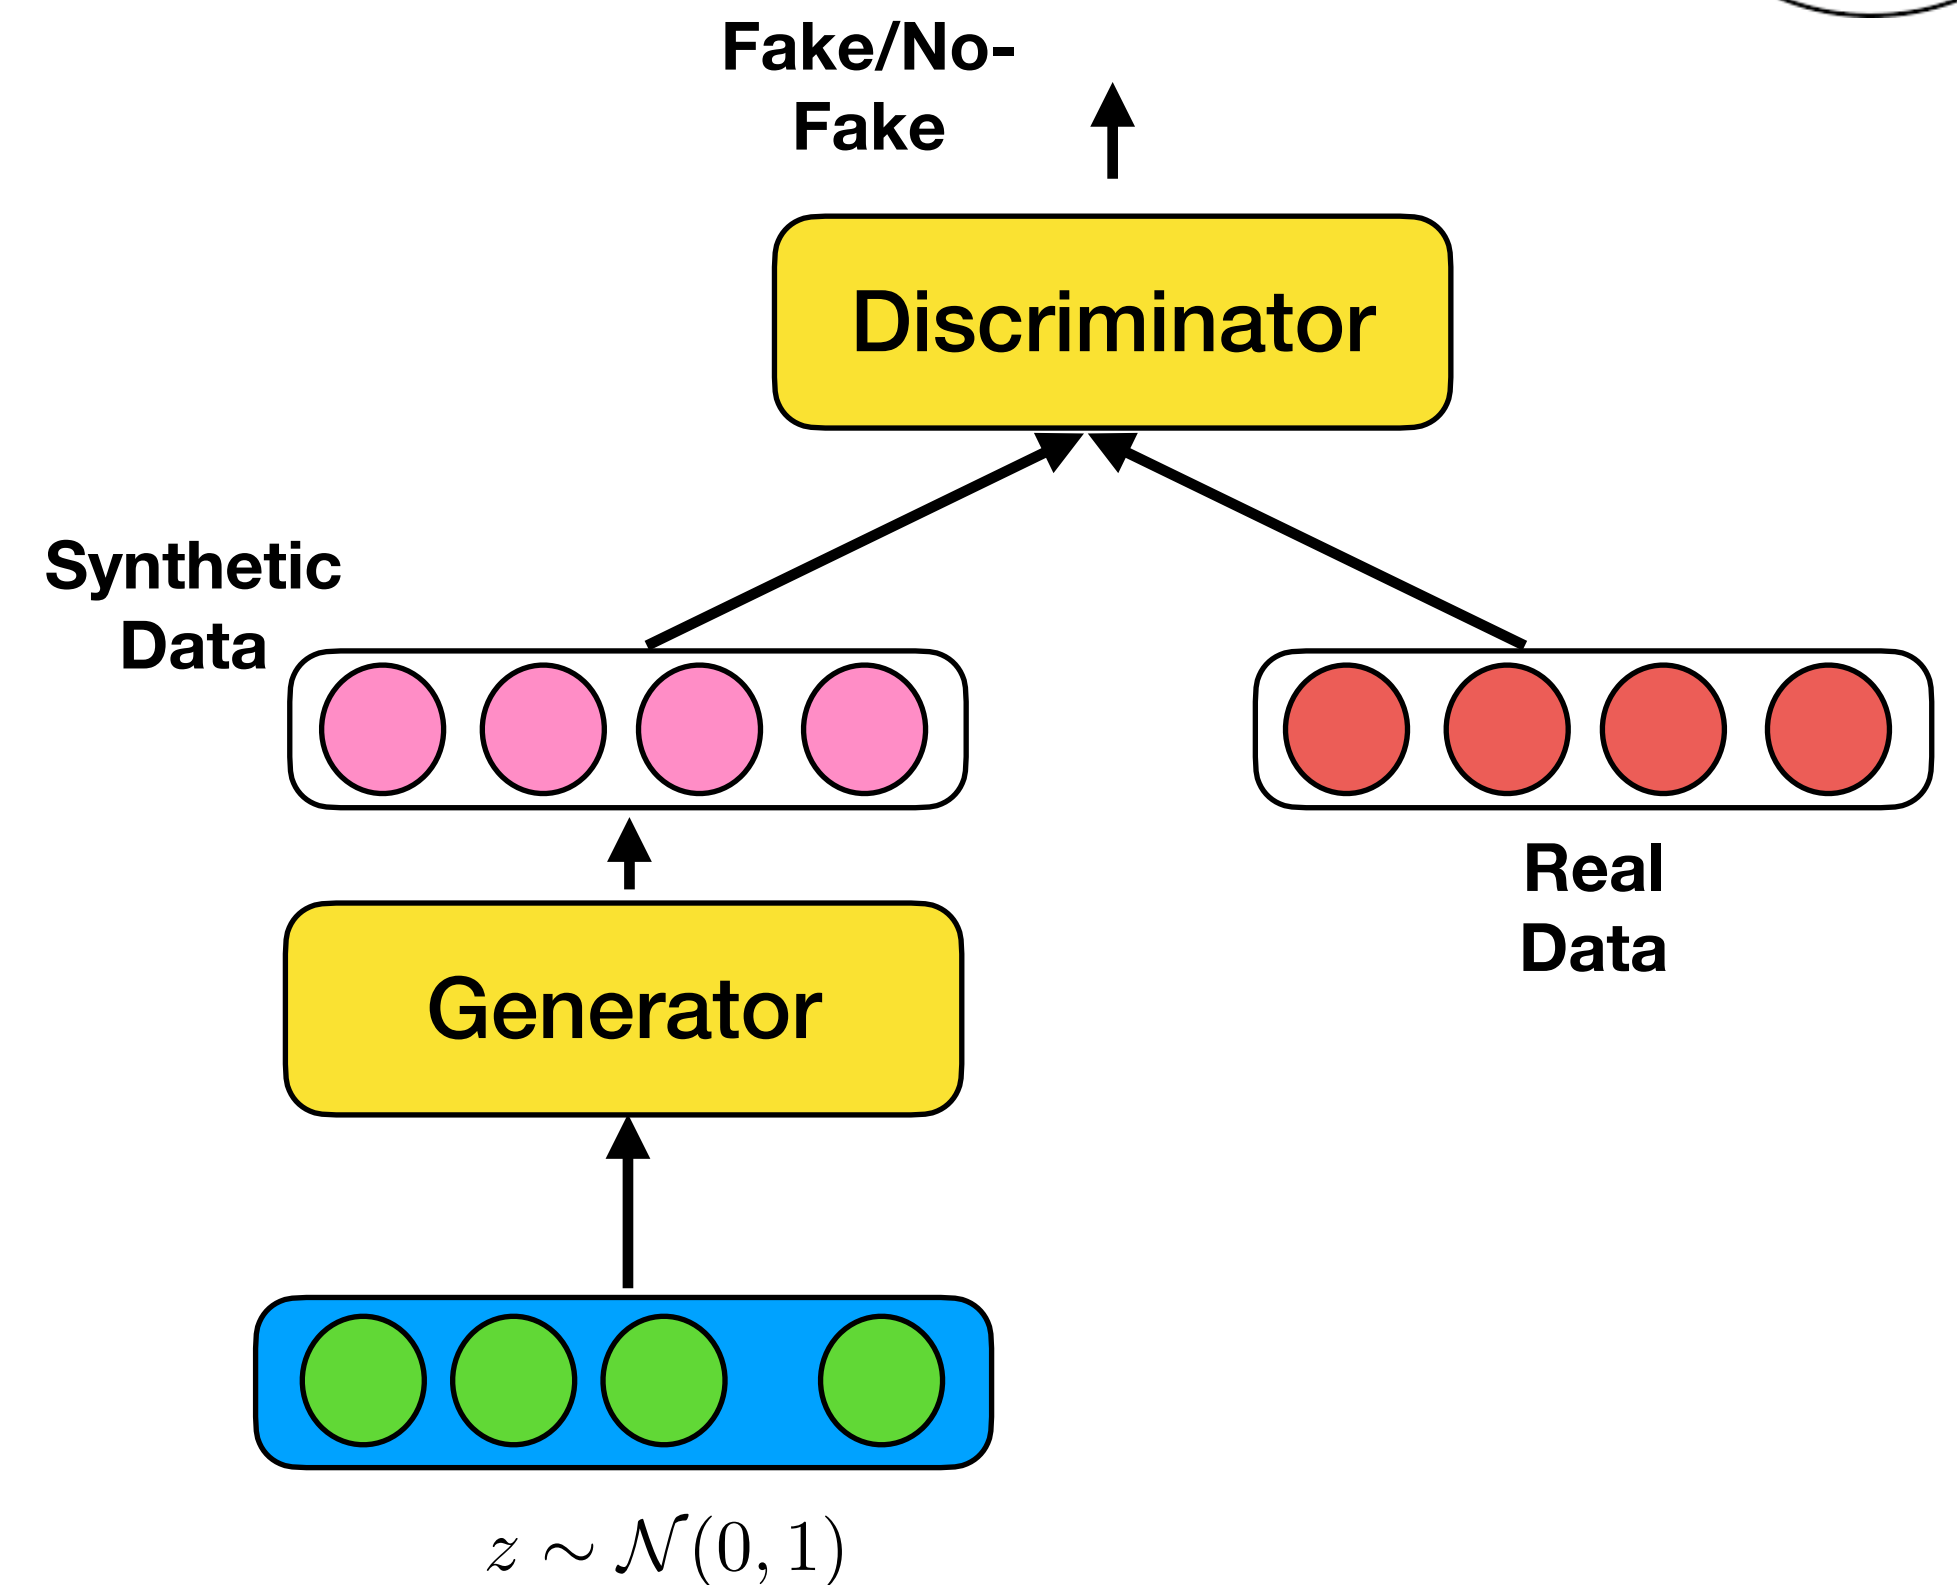 Fake/No-
Fake
Discriminator
Synthetic
Data
Real
Data
Generator
z ∼ 𝒩(0, 1)